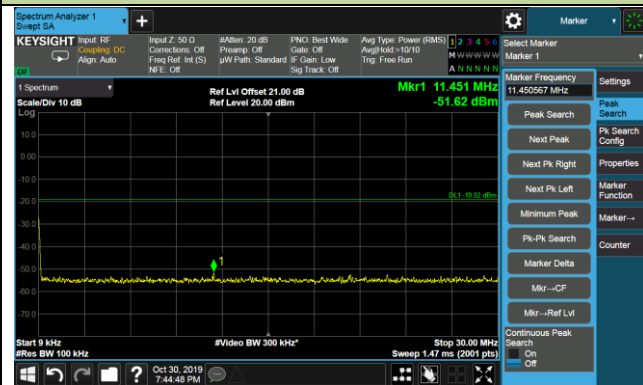 Spectrum Analyzer 1
Swept SA
Marker
KEYSIGHT
Input: RF
Coupling: DC
Align: Auto
Input Z: 50 Ω
Corrections: Off
Freq Ref: Int (S)
NFE: Off
#Atten: 20 dB
Preamp: Off
µW Path: Standard
PNO: Best Wide
Gate: Off
IF Gain: Low
Sig Track: Off
Avg Type: Power (RMS)
Avg|Hold:>10/10
Trig: Free Run
1 2 3 4 5 6
M W W W W W
A N N N N N
Select Marker
Marker 1
1 Spectrum
Scale/Div 10 dB
Log
Ref Lvl Offset 21.00 dB
Ref Level 20.00 dBm
Mkr1 11.451 MHz
-51.62 dBm
10.0
0.00
-10.0
-20.0
-30.0
-40.0
-50.0
-60.0
-70.0
DL1 -19.02 dBm
1
Start 9 kHz
#Res BW 100 kHz
#Video BW 300 kHz*
Stop 30.00 MHz
Sweep 1.47 ms (2001 pts)
Marker Frequency
11.450567 MHz
Peak Search
Next Peak
Next Pk Right
Next Pk Left
Minimum Peak
Pk-Pk Search
Marker Delta
Mkr→CF
Mkr→Ref Lvl
Continuous Peak
Search
On
Off
Settings
Peak
Search
Pk Search
Config
Properties
Marker
Function
Marker→
Counter
?
Oct 30, 2019
7:44:48 PM